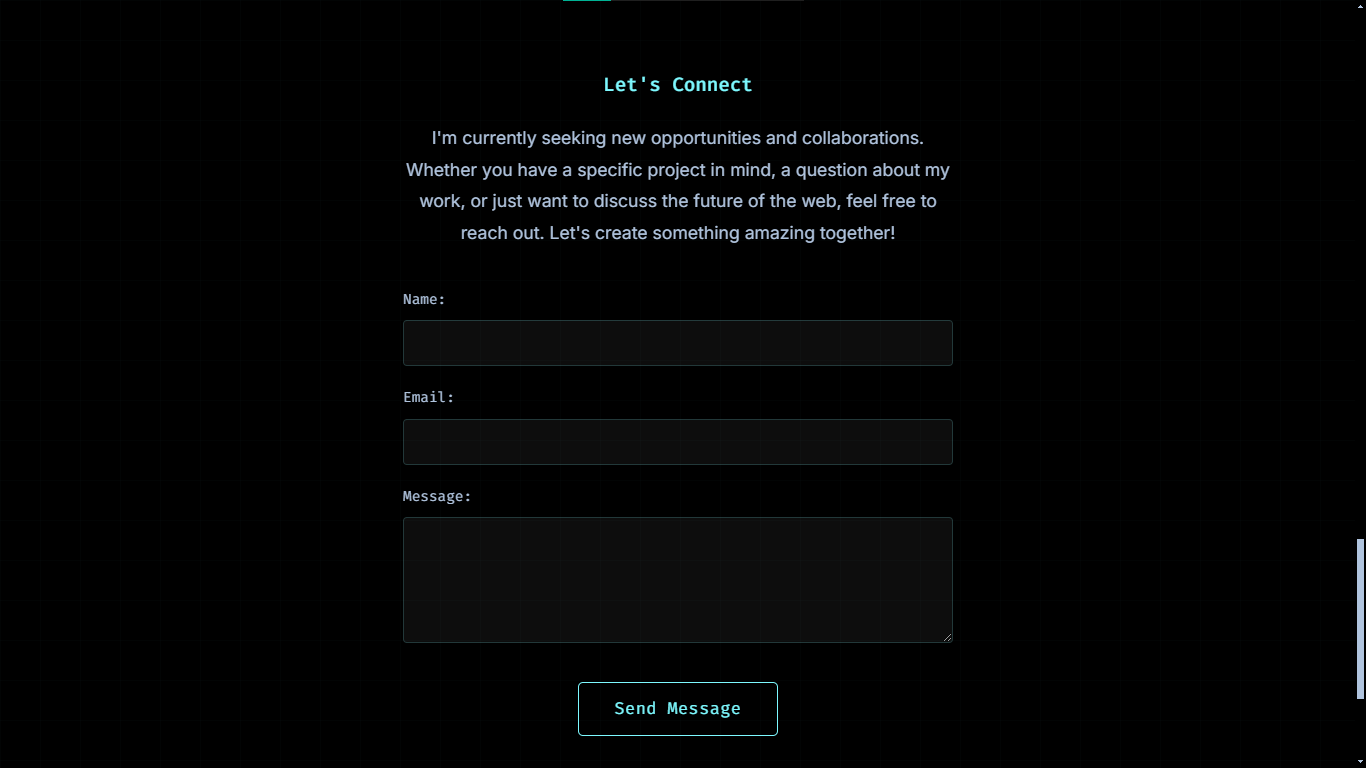 Let's Connect
I'm currently seeking new opportunities and collaborations.
Whether you have a specific project in mind, a question about my
work, or just want to discuss the future of the web, feel free to
reach out. Let's create something amazing together!
Name:
Email:
Message:
Send Message